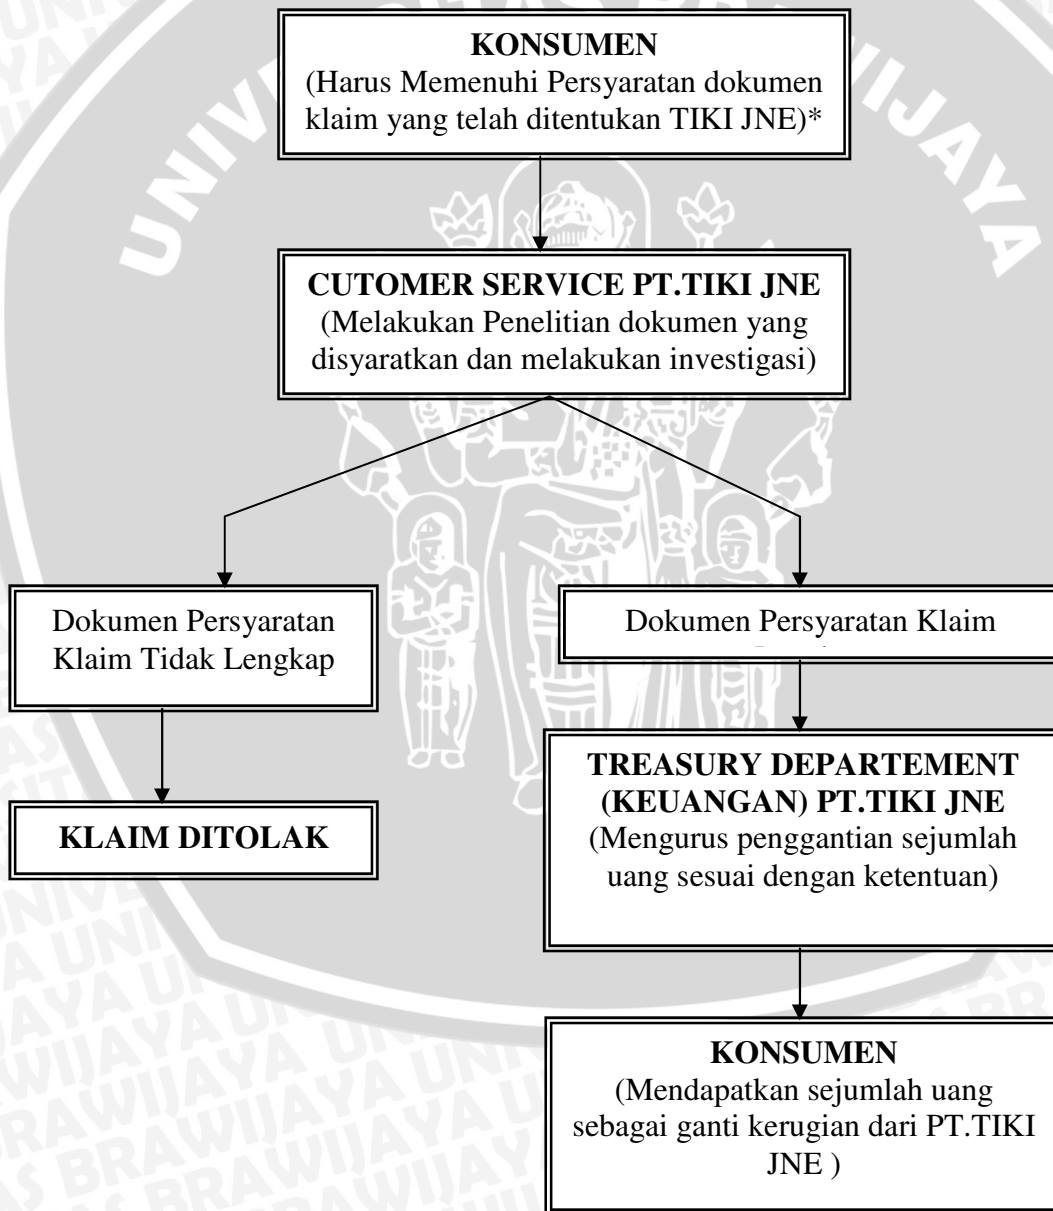 KONSUMEN
(Harus Memenuhi Persyaratan dokumen
klaim yang telah ditentukan TIKI JNE)*
CUTOMER SERVICE PT.TIKI JNE
(Melakukan Penelitian dokumen yang
disyaratkan dan melakukan investigasi)
Dokumen Persyaratan
Klaim Tidak Lengkap
Dokumen Persyaratan Klaim
KLAIM DITOLAK
TREASURY DEPARTEMENT
(KEUANGAN) PT.TIKI JNE
(Mengurus penggantian sejumlah
uang sesuai dengan ketentuan)
KONSUMEN
(Mendapatkan sejumlah uang
sebagai ganti kerugian dari PT.TIKI
JNE )